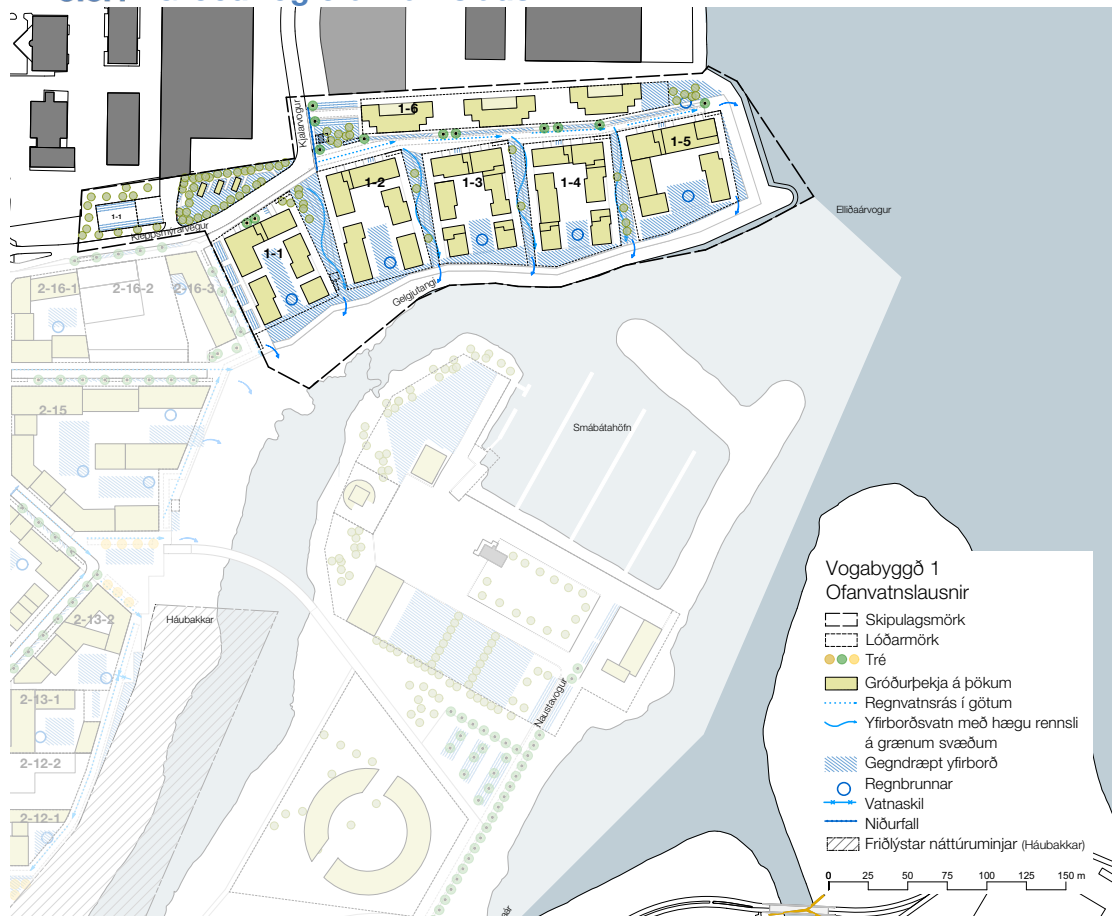 Kjalarvogur
1-6
1-5
1-4
1-3
1-2
1-1
1-1
Kleppsmýrarvegur
Elliðaárvogur
Gelgjutangi
2-16-1
2-16-2
2-16-3
2-15
Smábátahöfn
2-13-2
Háubakkar
2-13-1
2-12-2
2-12-1
Naustavogur
Vogabyggð 1
Ofanvatnslausnir
Skipulagsmörk
Lóðarmörk
Tré
Gróðurþekja á þökum
Regnvatnsrás í götum
Yfirborðsvatn með hægu rennsli
á grænum svæðum
Gegndræpt yfirborð
Regnbrunnar
Vatnaskil
Niðurfall
Friðlýstar náttúruminjar (Háubakkar)
0 25 50 75 100 125 150 m